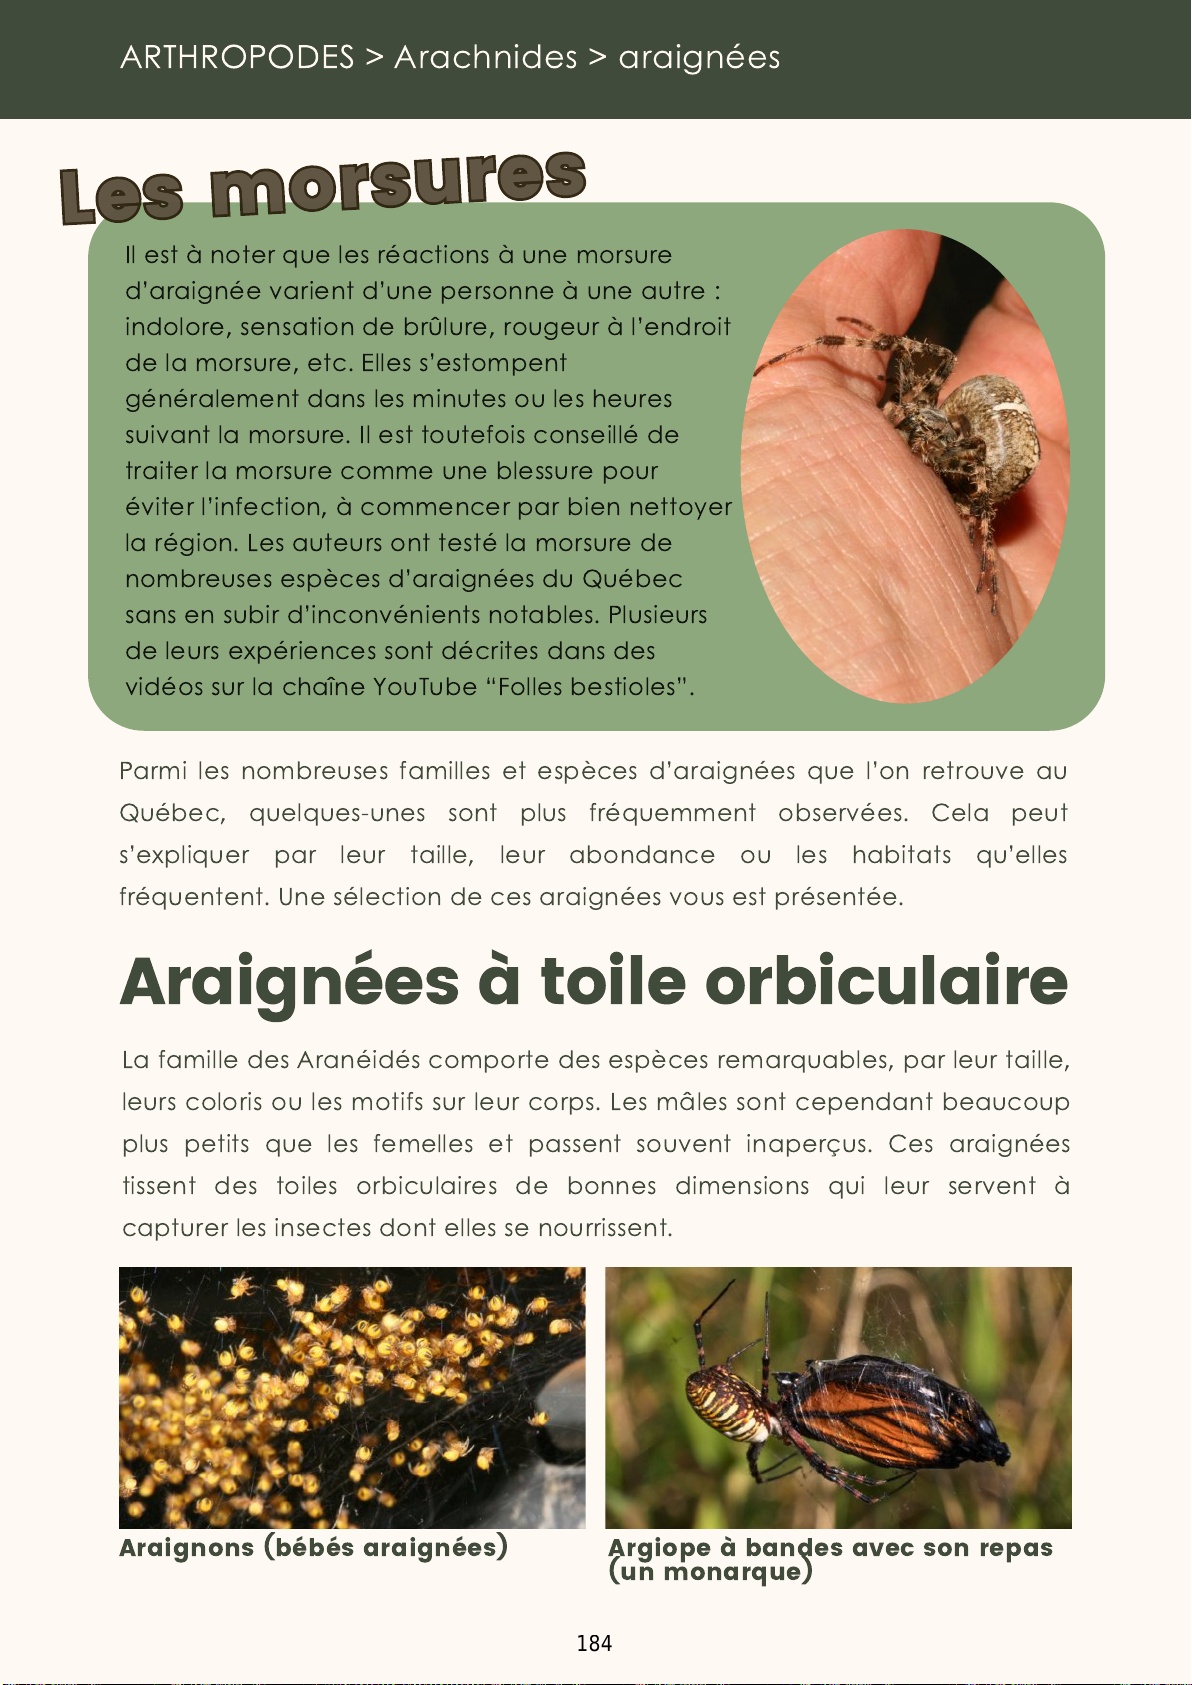 ARTHROPODES > Arachnides > araignées
Les morsures
Il est à noter que les réactions à une morsure
d'araignée varient d'une personne à une autre :
indolore, sensation de brûlure, rougeur à l'endroit
de la morsure, etc. Elles s'estompent
généralement dans les minutes ou les heures
suivant la morsure. Il est toutefois conseillé de
traiter la morsure comme une blessure pour
éviter l'infection, à commencer par bien nettoyer
la région. Les auteurs ont testé la morsure de
nombreuses espèces d'araignées du Québec
sans en subir d'inconvénients notables. Plusieurs
de leurs expériences sont décrites dans des
vidéos sur la chaîne YouTube “Folles bestioles”.
Parmi les nombreuses familles et espèces d'araignées que l'on retrouve au
Québec, quelques-unes sont plus fréquemment observées. Cela peut
s'expliquer par leur taille, leur abondance ou les habitats qu'elles
fréquentent. Une sélection de ces araignées vous est présentée.
Araignées à toile orbiculaire
La famille des Aranéidés comporte des espèces remarquables, par leur taille,
leurs coloris ou les motifs sur leur corps. Les mâles sont cependant beaucoup
plus petits que les femelles et passent souvent inaperçus. Ces araignées
tissent des toiles orbiculaires de bonnes dimensions qui leur servent à
capturer les insectes dont elles se nourrissent.
Araignons (bébés araignées)
Argiope à bandes avec son repas
(un monarque)
184